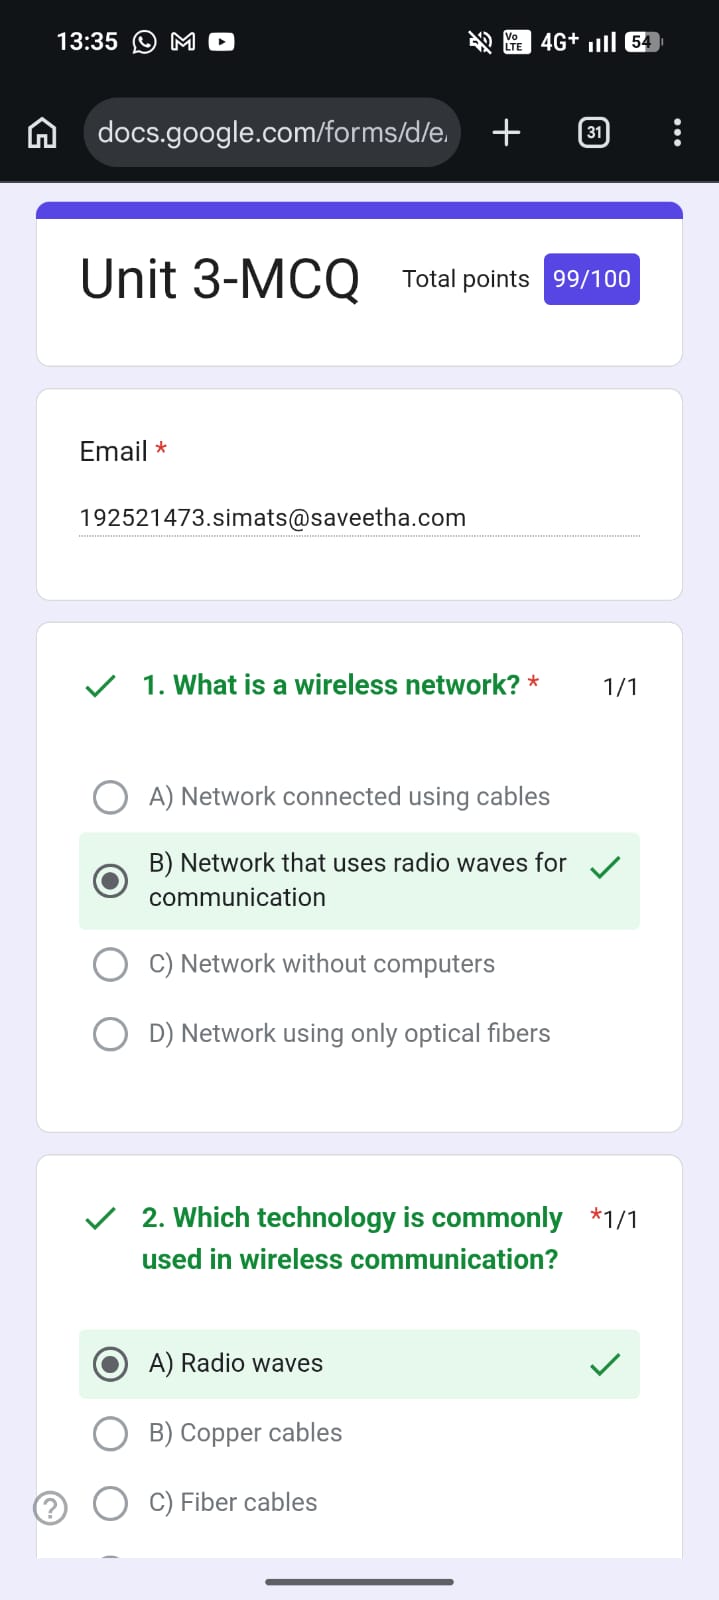 13:35
Vo LTE 4G+ 54
docs.google.com/forms/d/e
31
Unit 3-MCQ Total points 99/100
Email *
192521473.simats@saveetha.com
1. What is a wireless network? * 1/1
A) Network connected using cables
B) Network that uses radio waves for
communication
C) Network without computers
D) Network using only optical fibers
2. Which technology is commonly *1/1
used in wireless communication?
A) Radio waves
B) Copper cables
C) Fiber cables